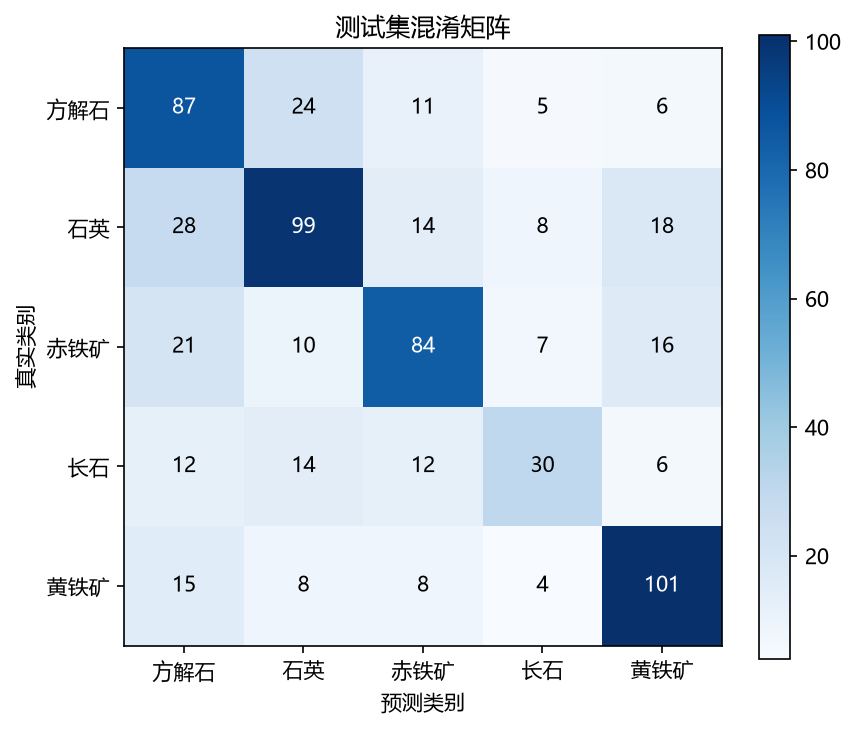 测试集混淆矩阵
真实类别
方解石 87 24 11 5 6
石英 28 99 14 8 18
赤铁矿 21 10 84 7 16
长石 12 14 12 30 6
黄铁矿 15 8 8 4 101
方解石 石英 赤铁矿 长石 黄铁矿
预测类别
100
80
60
40
20